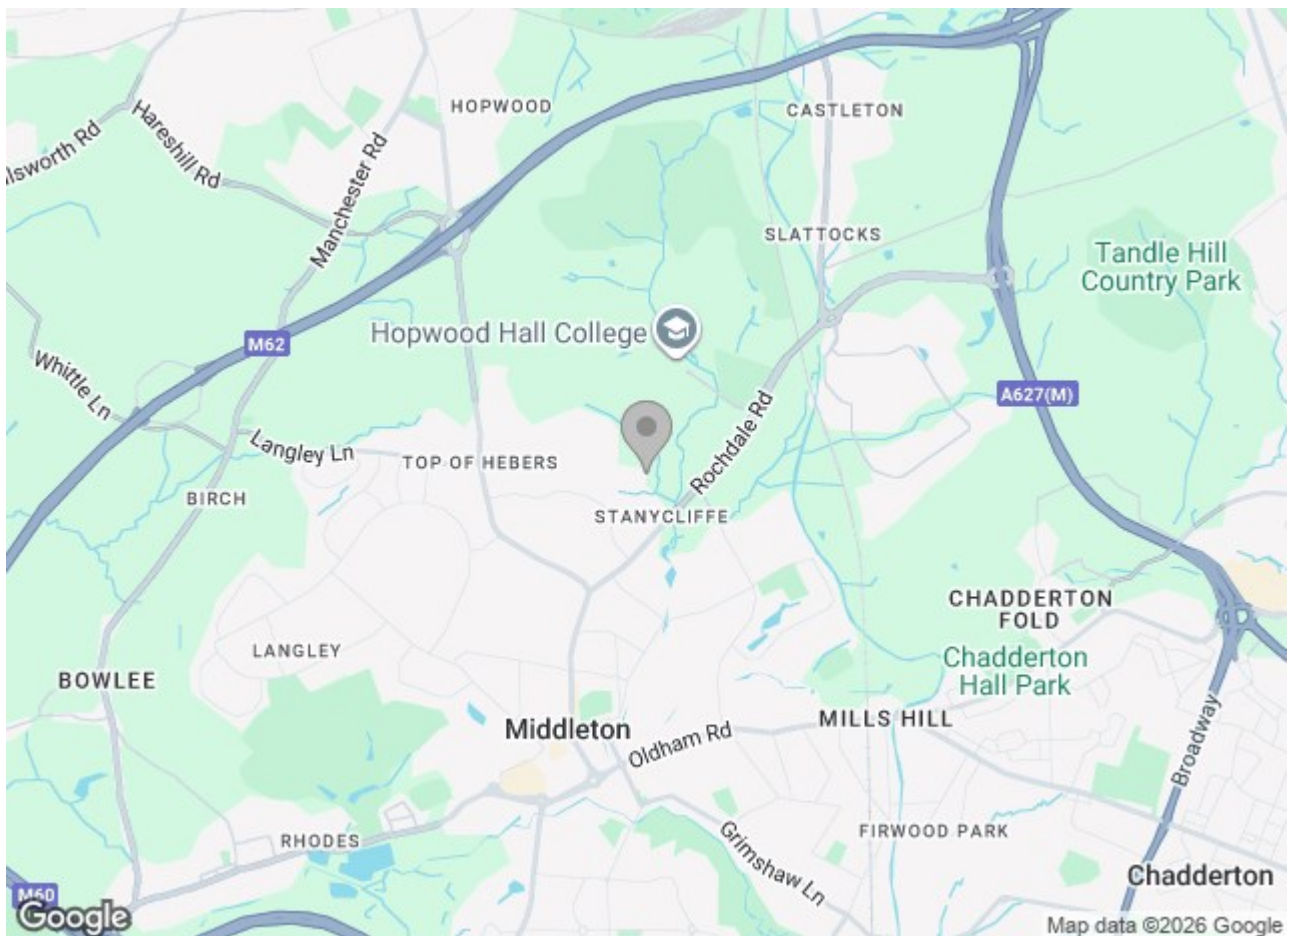 HOPWOOD
CASTLETON
Hareshill Rd
Manchester Rd
SLATTOCKS
Tandle Hill
Country Park
Hopwood Hall College
M62
Whittle Ln
A627(M)
Langley Ln
TOP OF HEBERS
Rochdale Rd
BIRCH
STANYCLIFFE
CHADDERTON
FOLD
LANGLEY
Chadderton
Hall Park
BOWLEE
Middleton
Oldham Rd
MILLS HILL
Broadway
RHODES
Grimshaw Ln
FIRWOOD PARK
Chadderton
M60
Google
Map data ©2026 Google